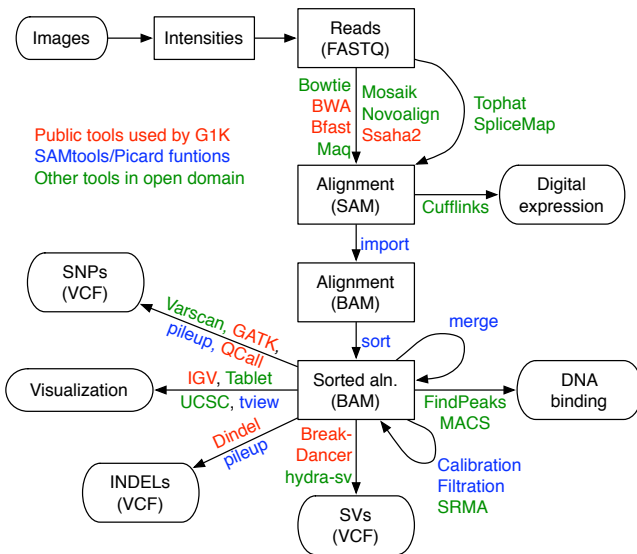 Images
Intensities
Reads
(FASTQ)
Bowtie
BWA
Bfast
Maq
Mosaik
Novoalign
Ssaha2
Tophat
SpliceMap
Public tools used by G1K
SAMtools/Picard funtions
Other tools in open domain
Alignment
(SAM)
Cufflinks
Digital
expression
import
Alignment
(BAM)
SNPs
(VCF)
Varscan, GATK,
pileup, QCall
sort
merge
Visualization
IGV, Tablet
UCSC, tview
Sorted aln.
(BAM)
FindPeaks
MACS
DNA
binding
Dindel
pileup
Break-
Dancer
hydra-sv
Calibration
Filtration
SRMA
INDELs
(VCF)
SVs
(VCF)